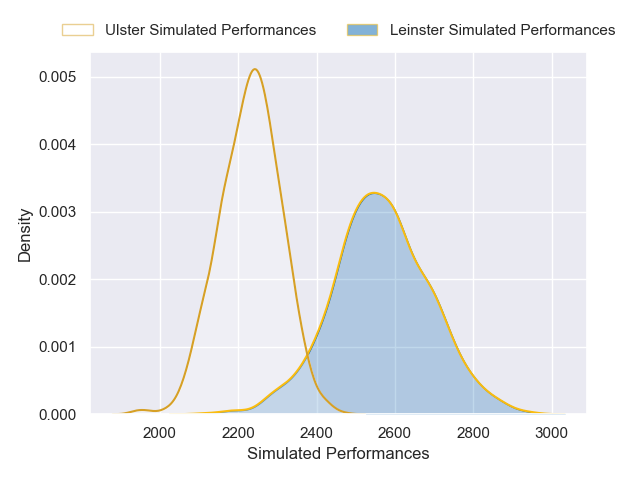 Ulster Simulated Performances Leinster Simulated Performances
0.005
0.004
0.003
0.002
0.001
0.000
Density
2000 2200 2400 2600 2800 3000
Simulated Performances